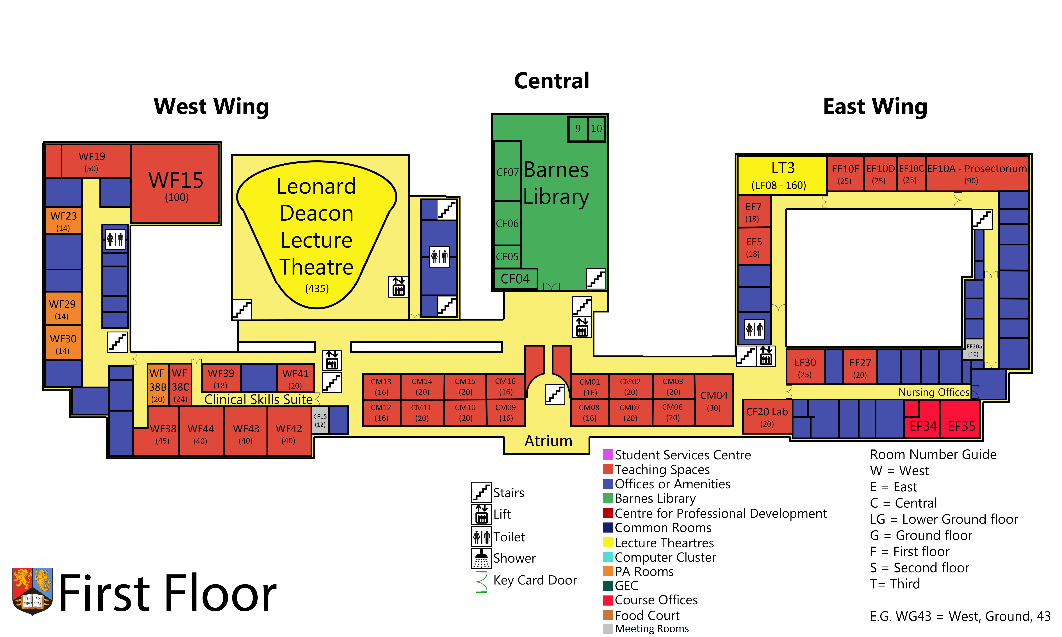 Central
West Wing
East Wing
9 10
WF19
(50)
WF15
(100)
WF23
(14)
WF29
(14)
WF30
(14)
Leonard
Deacon
Lecture
Theatre
(435)
CF07
CF06
CF05
CF04
Barnes
Library
LT3
(LF08 - 160)
EF10D
(25)
EF10C
(25)
EF10A - Prosectorium
(90)
EF7
(18)
EF5
(18)
LF30
(25)
EF27
(20)
Nursing Offices
CF20 Lab
(20)
EF34
EF35
WF
38B
(20)
WF
38C
(24)
WF39
(18)
WF41
(20)
Clinical Skills Suite
WF38
(45)
WF44
(40)
WF43
(40)
WF42
(40)
CF15
(12)
CM13
(16)
CM14
(20)
CM15
(20)
CM16
(16)
CM12
(16)
CM11
(20)
CM10
(20)
CM09
(16)
CM01
(16)
CM02
(20)
CM03
(20)
CM04
(30)
CM08
(16)
CM07
(20)
CM06
(20)
Atrium
Stairs
Lift
Toilet
Shower
Key Card Door
Student Services Centre
Teaching Spaces
Offices or Amenities
Barnes Library
Centre for Professional Development
Common Rooms
Lecture Theartres
Computer Cluster
PA Rooms
GEC
Course Offices
Food Court
Meeting Rooms
Room Number Guide
W = West
E = East
C = Central
LG = Lower Ground floor
G = Ground floor
F = First floor
S = Second floor
T= Third
E.G. WG43 = West, Ground, 43
First Floor